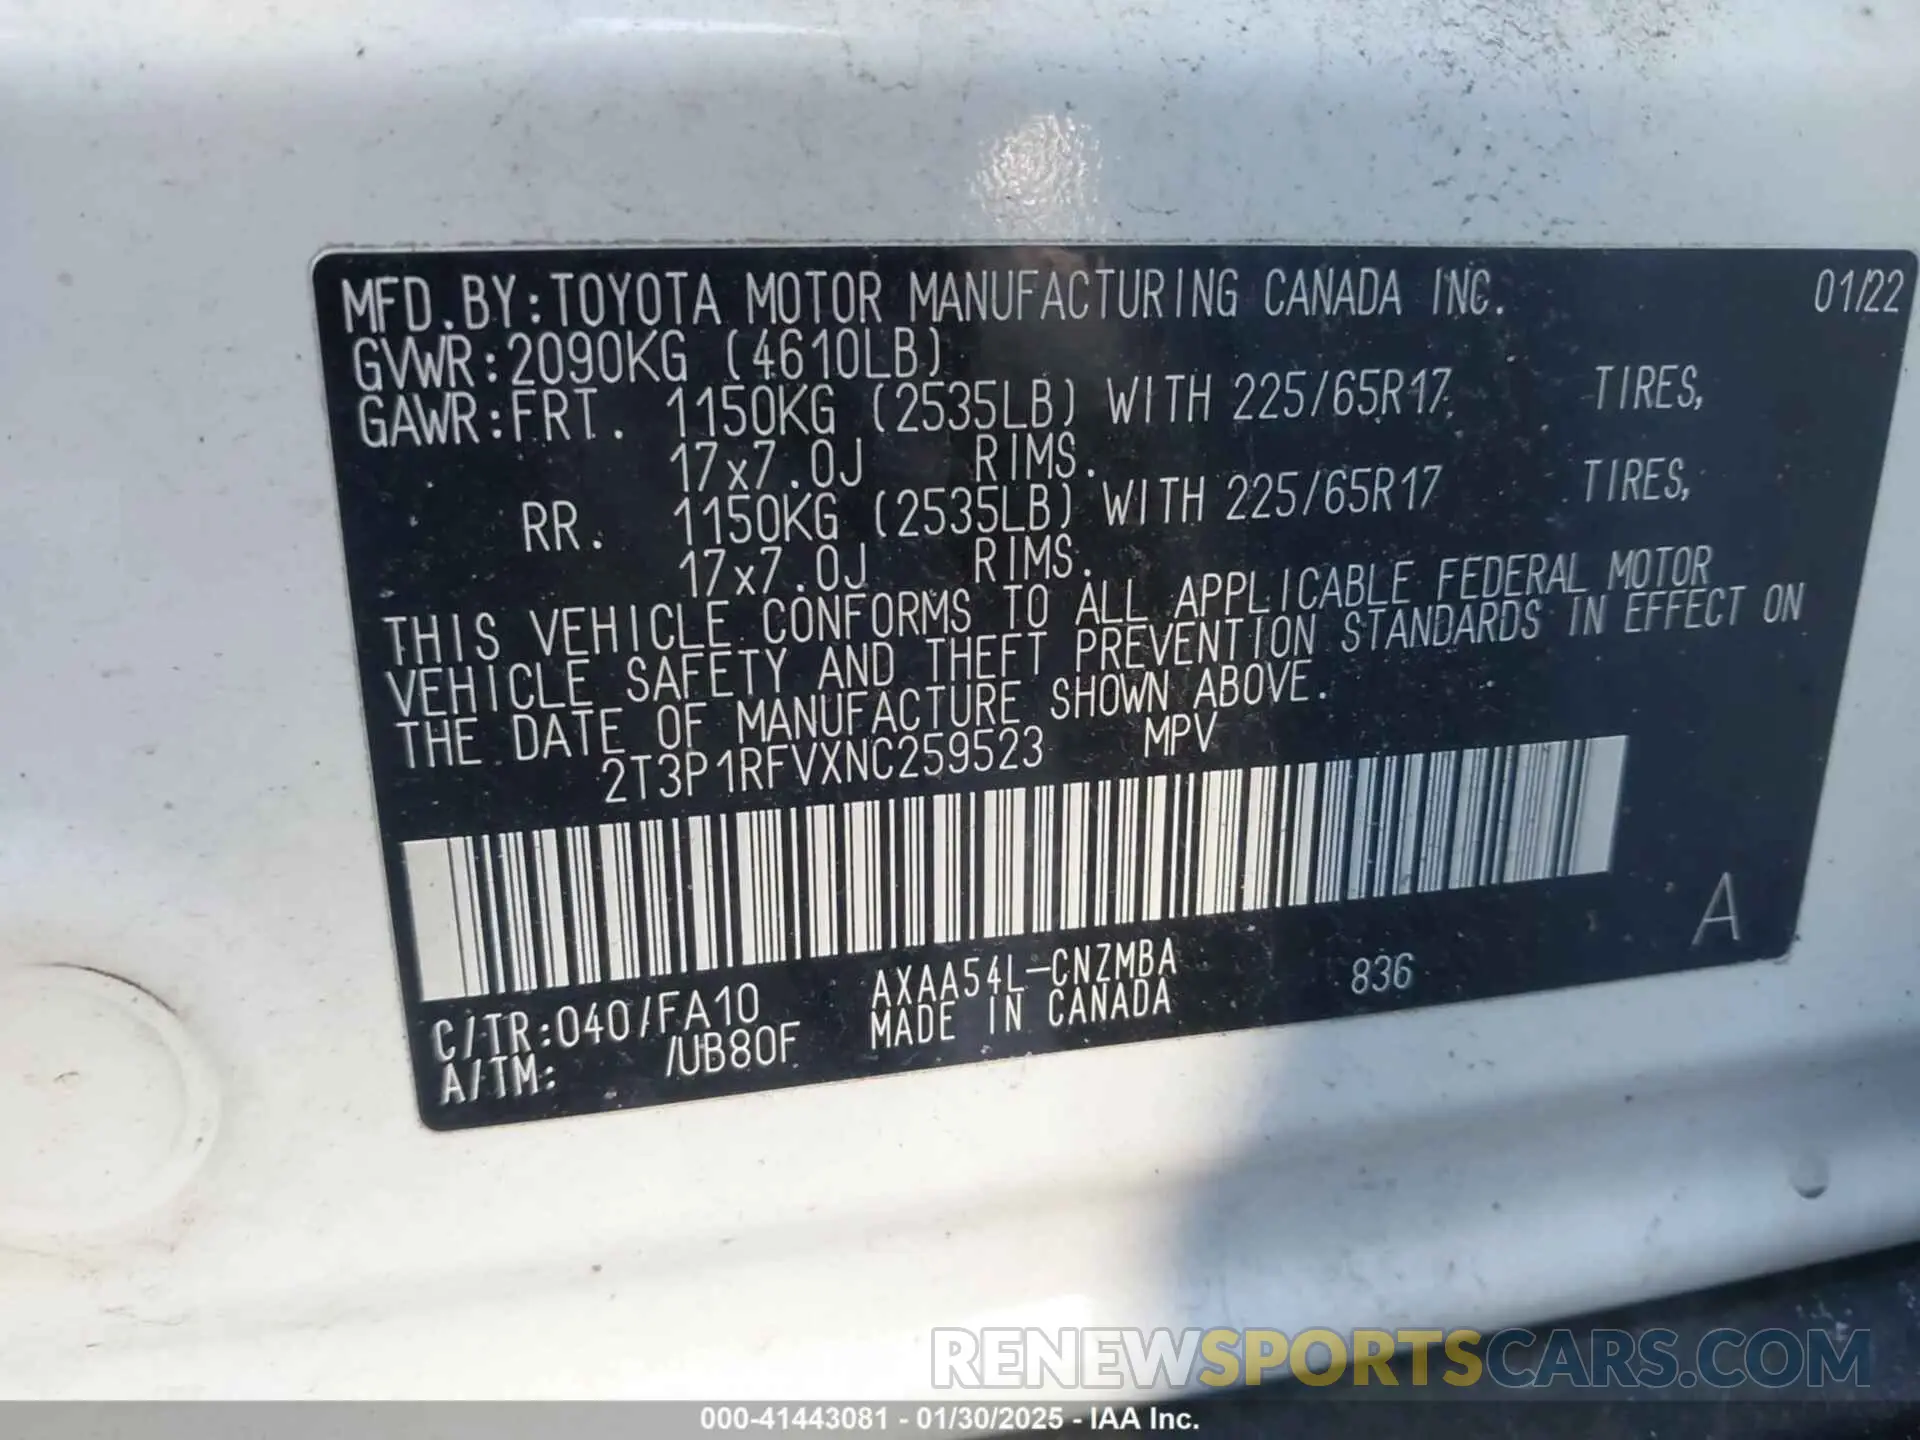 MFD.BY:TOYOTA MOTOR MANUFACTURING CANADA INC. 01/22
GVWR:2090KG (4610LB)
GAWR:FRT. 1150KG (2535LB) WITH 225/65R17 TIRES,
17x7.0J RIMS.
RR. 1150KG (2535LB) WITH 225/65R17 TIRES,
17x7.0J RIMS.
THIS VEHICLE CONFORMS TO ALL APPLICABLE FEDERAL MOTOR
VEHICLE SAFETY AND THEFT PREVENTION STANDARDS IN EFFECT ON
THE DATE OF MANUFACTURE SHOWN ABOVE.
2T3P1RFVXNC259523 MPV
A
C/TR:040/FA10 AXAA54L-CNZMBA 836
A/TM: /UB80F MADE IN CANADA
RENEWSPORTSCARS.COM
000-41443081 - 01/30/2025 - IAA Inc.